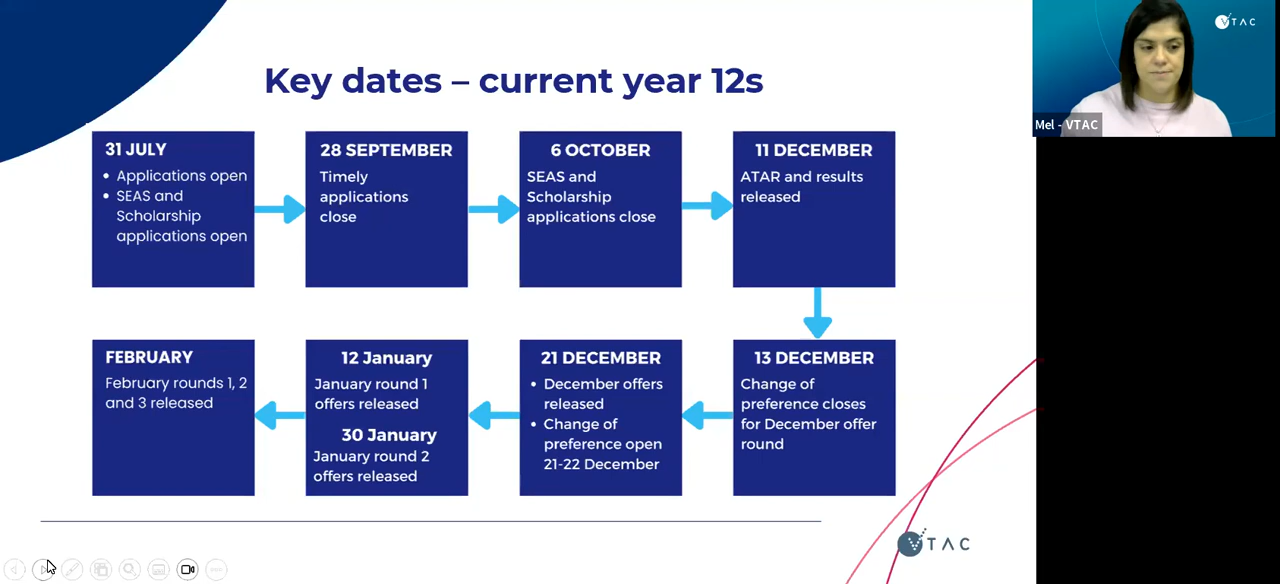 Key dates – current year 12s
31 JULY
• Applications open
• SEAS and
Scholarship
applications open
28 SEPTEMBER
Timely
applications
close
6 OCTOBER
SEAS and
Scholarship
applications close
11 DECEMBER
ATAR and results
released
13 DECEMBER
Change of
preference closes
for December offer
round
21 DECEMBER
• December offers
released
• Change of
preference open
21-22 December
12 January
January round 1
offers released
30 January
January round 2
offers released
FEBRUARY
February rounds 1, 2
and 3 released
VTAC
VTAC
Mel - VTAC